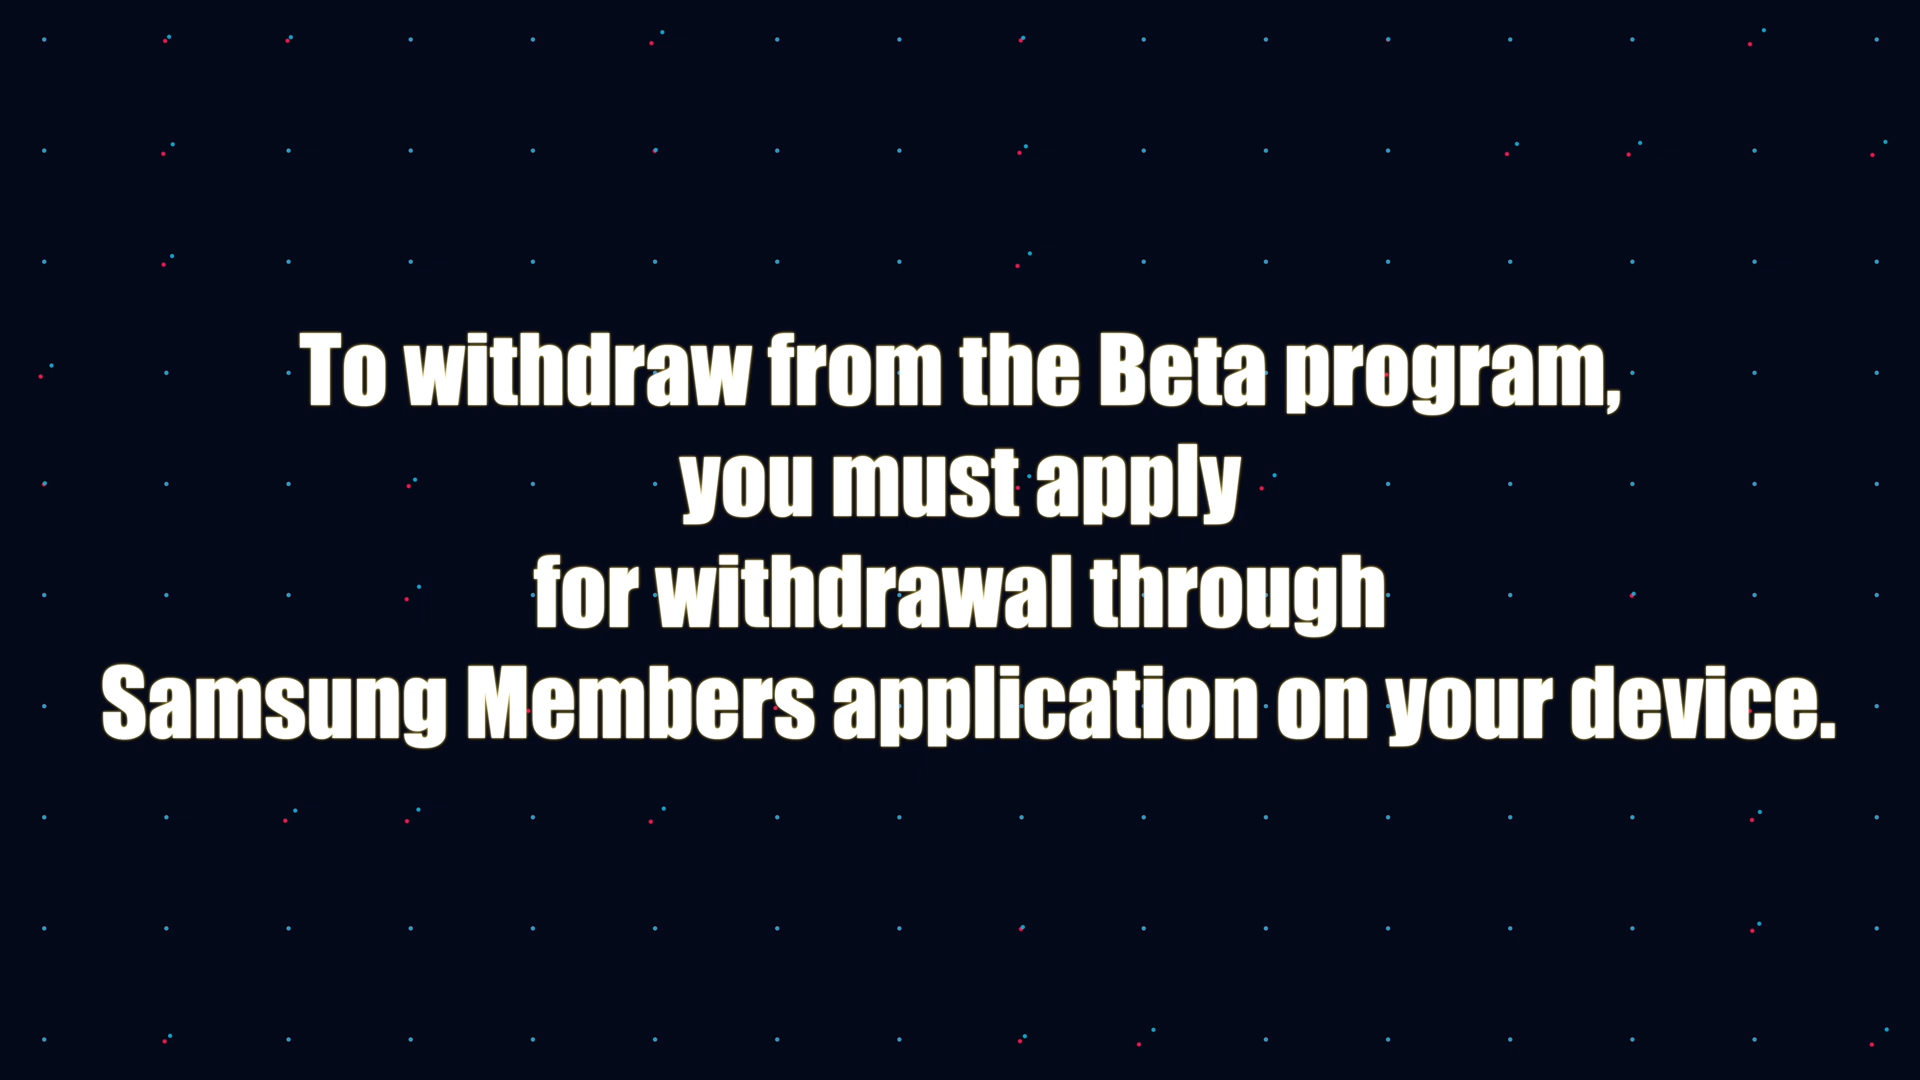 To withdraw from the Beta program,
you must apply
for withdrawal through
Samsung Members application on your device.